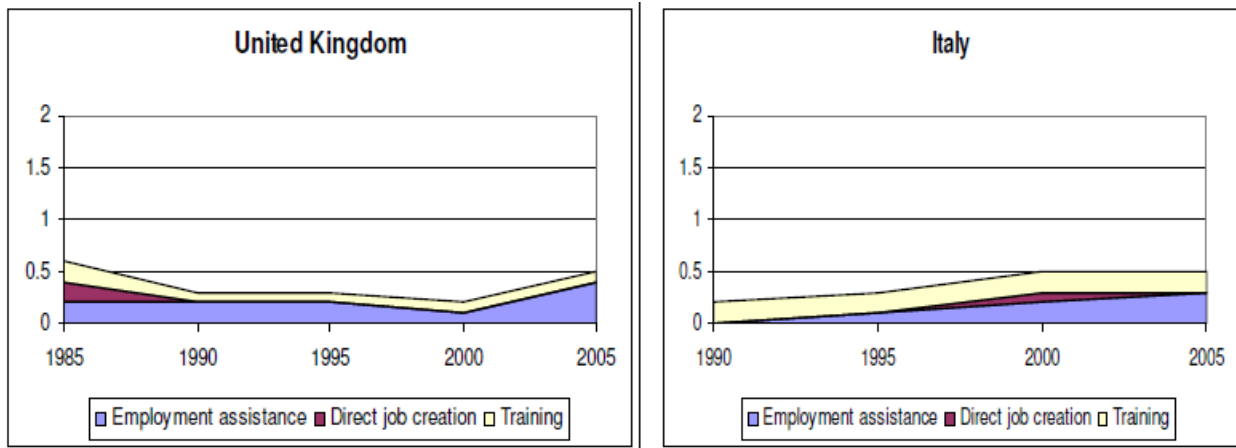 United Kingdom
2
1.5
1
0.5
0
1985 1990 1995 2000 2005
Employment assistance Direct job creation Training
Italy
2
1.5
1
0.5
0
1990 1995 2000 2005
Employment assistance Direct job creation Training